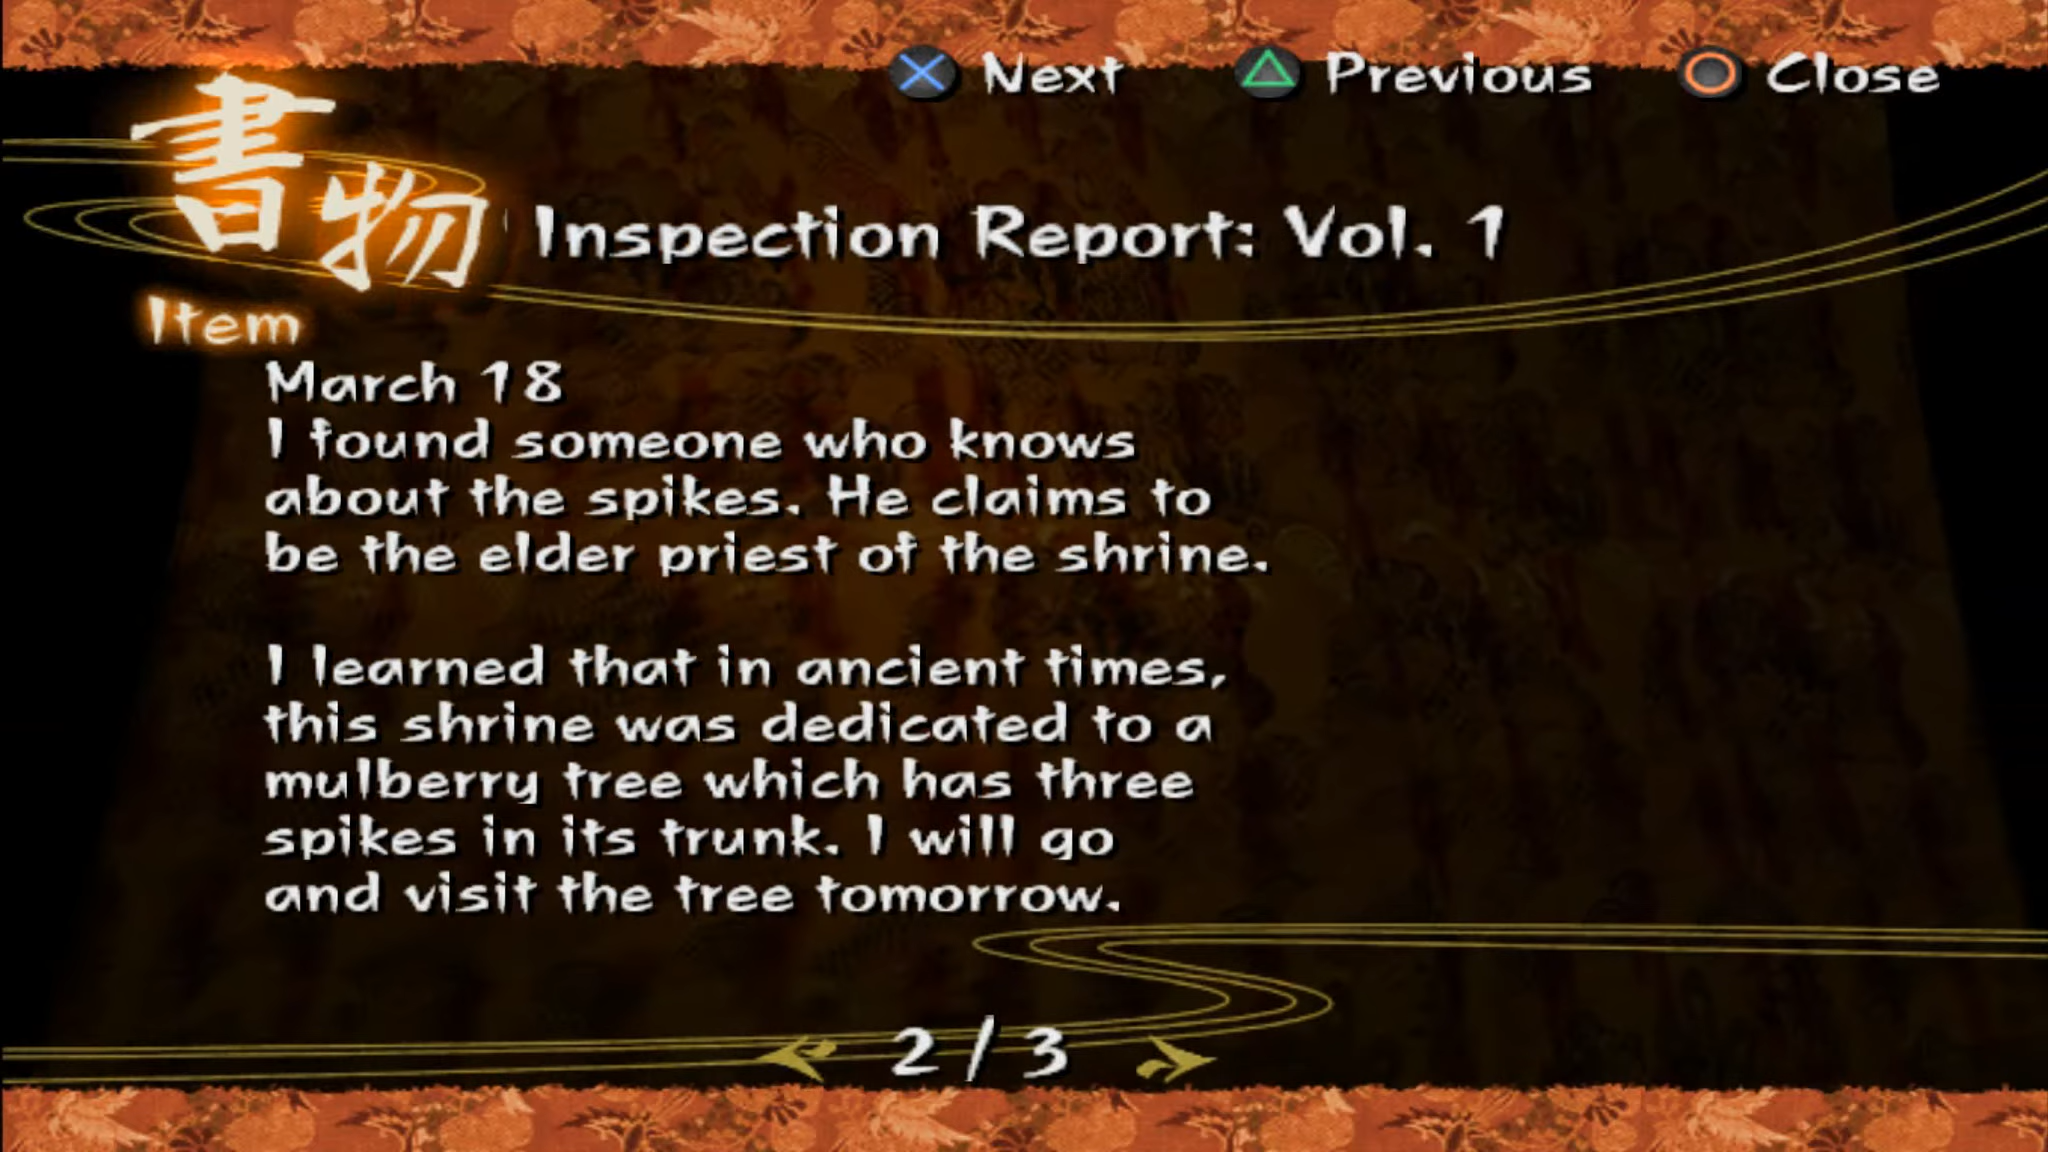 Next
Previous
Close
書物
Inspection Report: Vol. 1
Item
March 18
I found someone who knows
about the spikes. He claims to
be the elder priest of the shrine.
I learned that in ancient times,
this shrine was dedicated to a
mulberry tree which has three
spikes in its trunk. I will go
and visit the tree tomorrow.
2 / 3